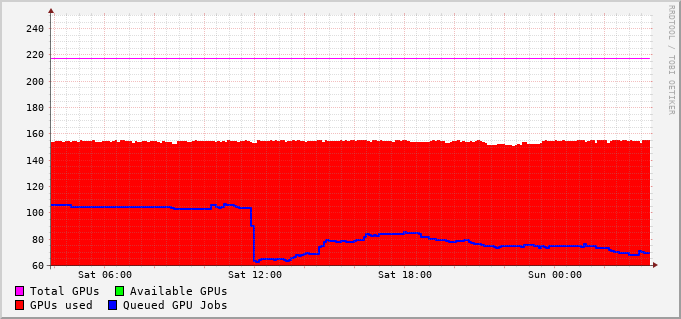 RRDTOOL / TOBI OETIKER
240
220
200
180
160
140
120
100
80
60
Sat 06:00 Sat 12:00 Sat 18:00 Sun 00:00
Total GPUs Available GPUs
GPUs used Queued GPU Jobs